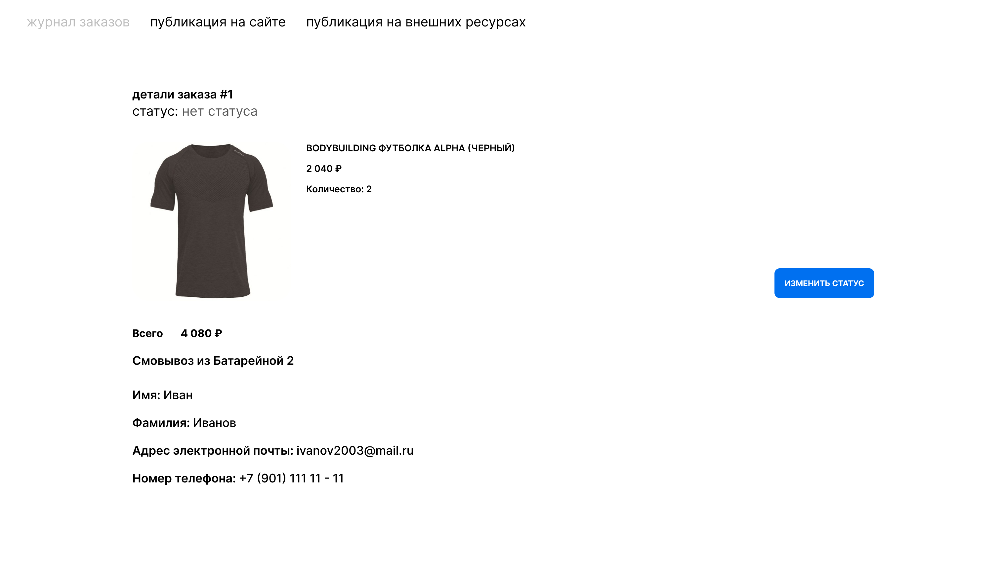 журнал заказов публикация на сайте публикация на внешних ресурсах
детали заказа #1
статус: нет статуса
ALPHA
BODYBUILDING ФУТБОЛКА ALPHA (ЧЕРНЫЙ)
2 040 ₽
Количество: 2
ИЗМЕНИТЬ СТАТУС
Всего 4 080 ₽
Смовывоз из Батарейной 2
Имя: Иван
Фамилия: Иванов
Адрес электронной почты: ivanov2003@mail.ru
Номер телефона: +7 (901) 111 11 - 11